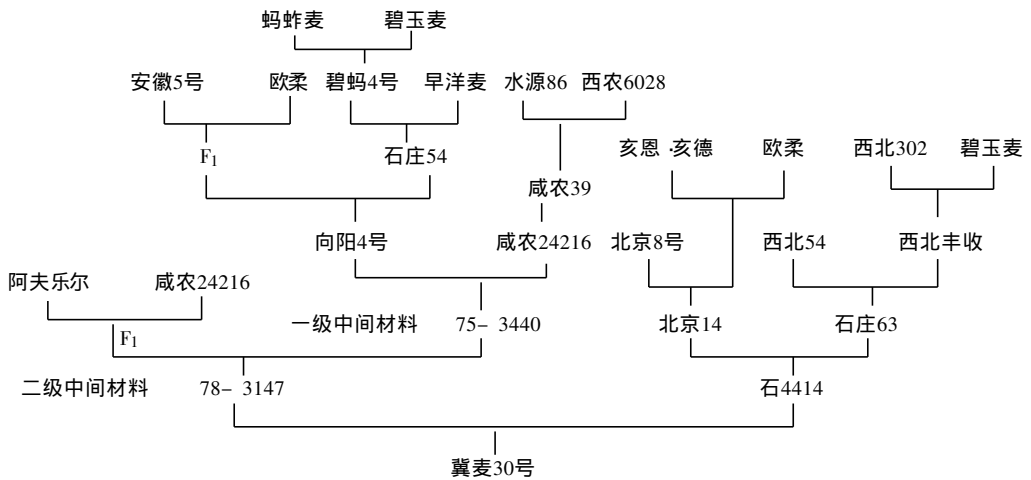 蚂蚱麦 碧玉麦
安徽5号 欧柔 碧蚂4号 早洋麦 水源86 西农6028
F1 石庄54 亥恩·亥德 欧柔 西北302 碧玉麦
咸农39
向阳4号 咸农24216 北京8号 西北54 西北丰收
阿夫乐尔 咸农24216
F1 一级中间材料 75-3440 北京14 石庄63
二级中间材料 78-3147 石4414
冀麦30号